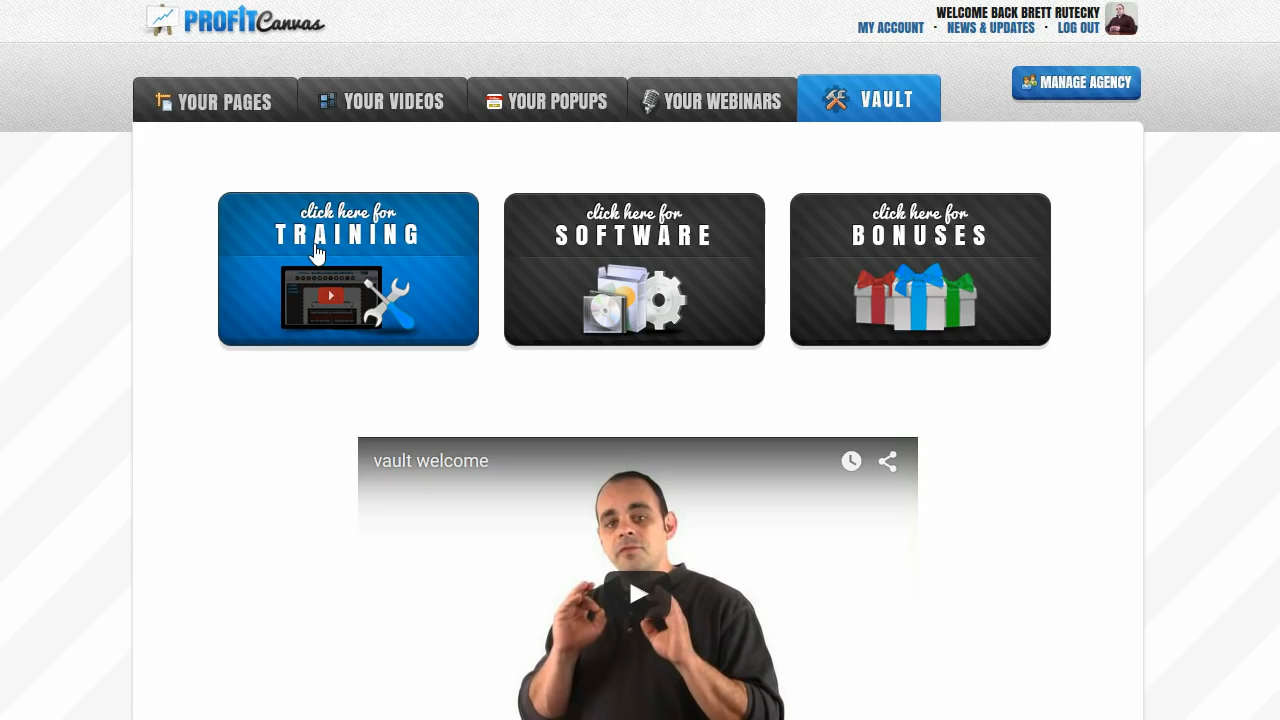 PROFITCanvas
WELCOME BACK BRETT RUTECKY
MY ACCOUNT · NEWS & UPDATES · LOG OUT
MANAGE AGENCY
YOUR PAGES
YOUR VIDEOS
YOUR POPUPS
YOUR WEBINARS
VAULT
click here for
TRAINING
click here for
SOFTWARE
click here for
BONUSES
vault welcome